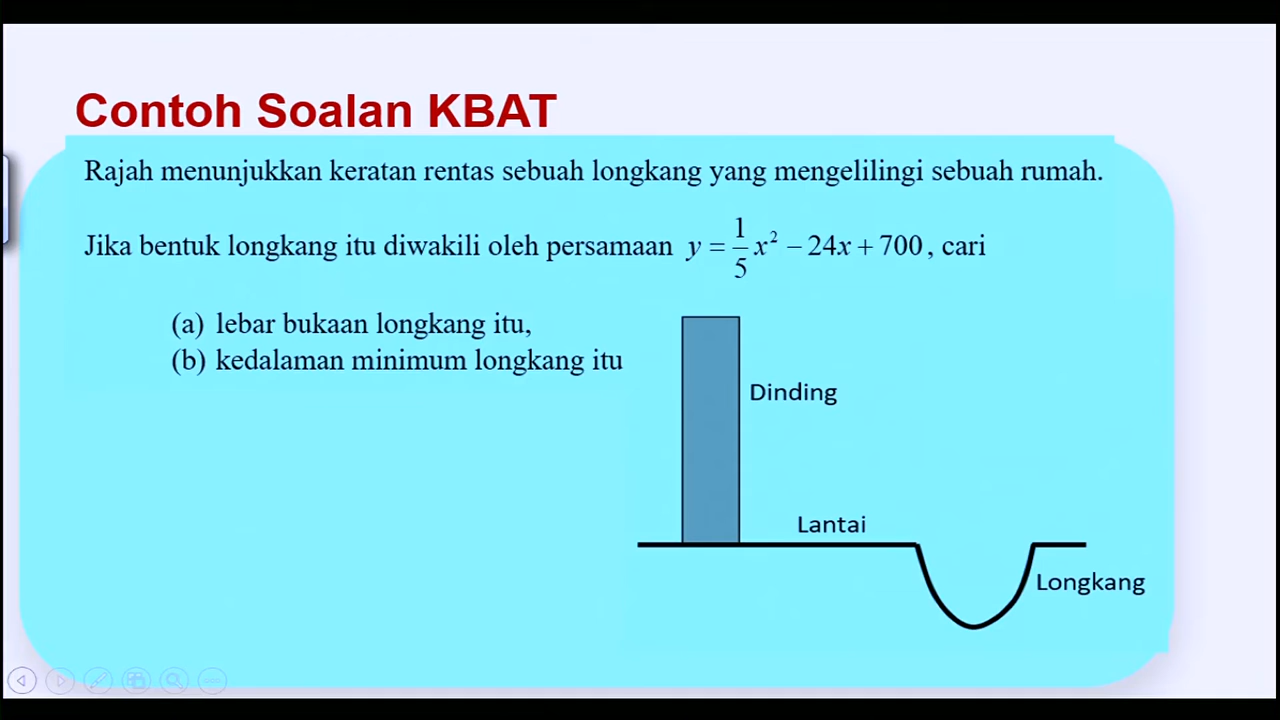 Contoh Soalan KBAT
Rajah menunjukkan keratan rentas sebuah longkang yang mengelilingi sebuah rumah.
Jika bentuk longkang itu diwakili oleh persamaan y = 1/5 x² − 24x + 700, cari
(a) lebar bukaan longkang itu,
(b) kedalaman minimum longkang itu
Dinding
Lantai
Longkang